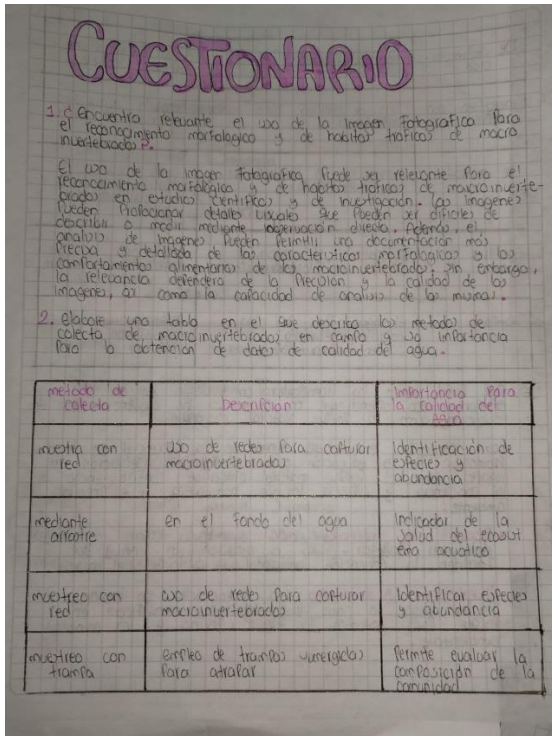 CUESTIONARIO
1. ¿ Encuentra relevante el uso de la imagen fotografica para
el reconocimiento morfologico y de habitos troficos de macro
invertebrados ?.
El uso de la imagen fotografica puede ser relevante para el
reconocimiento morfologico y de habitos troficos de macroinverte-
brados en estudios cientificos y de investigación. las imagenes
pueden proporcionar detalles visuales que pueden ser dificiles de
describir o medir mediante observación directa. Además, el
analisis de imagenes pueden permitir una documentación mas
precisa y detallada de las caracteristicas morfologicas y los
comportamientos alimentarios de los macroinvertebrados. sin embargo,
la relevancia dependera de la precision y la calidad de las
imagenes, asi como la capacidad de analisis de las mismas.
2. elabore una tabla en el que describa los metodos de
colecta de macroinvertebrados en campo y su importancia
para la obtención de datos de calidad del agua.
metodo de
colecta
Descripción
Importancia para
la calidad del
Agua
muestra con
red
uso de redes para capturar
macroinvertebrados
Identificación de
especies y
abundancia
mediante
arrastre
en el fondo del agua
Indicador de la
salud del ecosist
ema acuatico
muestreo con
red
uso de redes para capturar
macroinvertebrados
Identificar especies
y abundancia
muestreo con
trampa
empleo de trampas sumergidas
para atrapar
Permite evaluar la
composición de la
comunidad